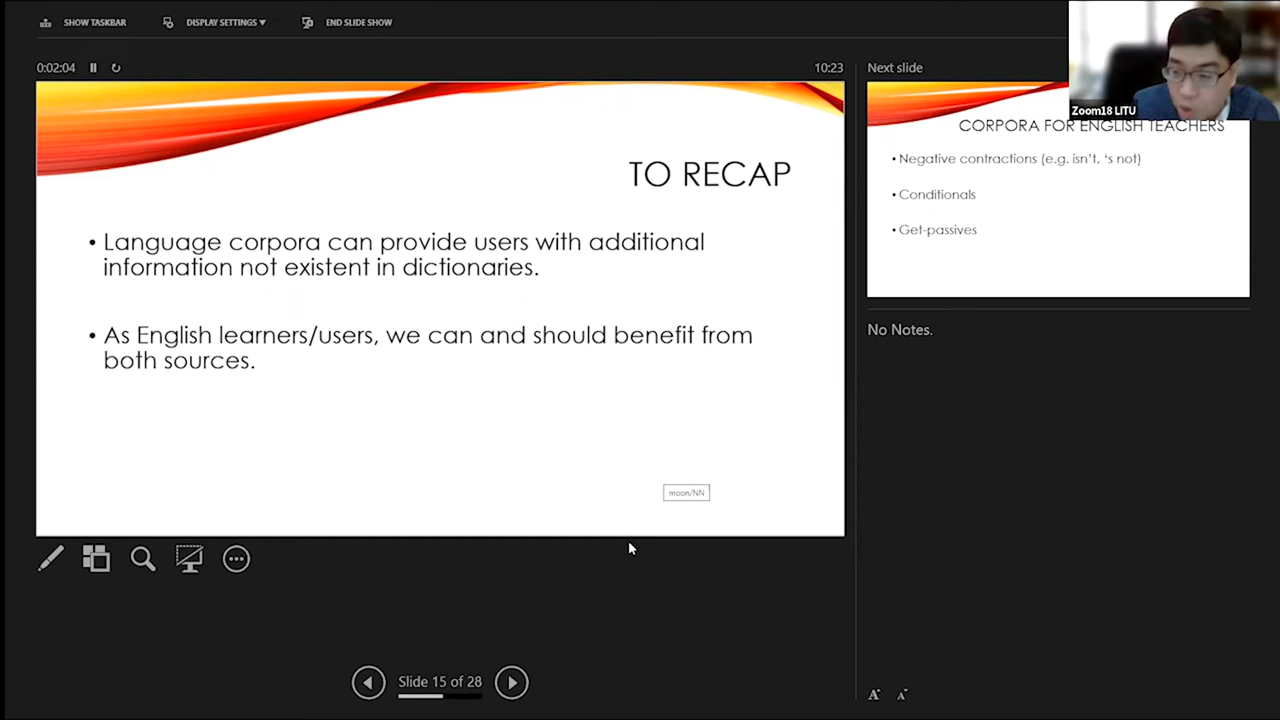 SHOW TASKBAR
DISPLAY SETTINGS ▼
END SLIDE SHOW
0:02:04
10:23
TO RECAP
• Language corpora can provide users with additional
information not existent in dictionaries.
• As English learners/users, we can and should benefit from
both sources.
moon/NN
Slide 15 of 28
Next slide
Zoom18 LITU
CORPORA FOR ENGLISH TEACHERS
• Negative contractions (e.g. isn't, 's not)
• Conditionals
• Get-passives
No Notes.
A
A